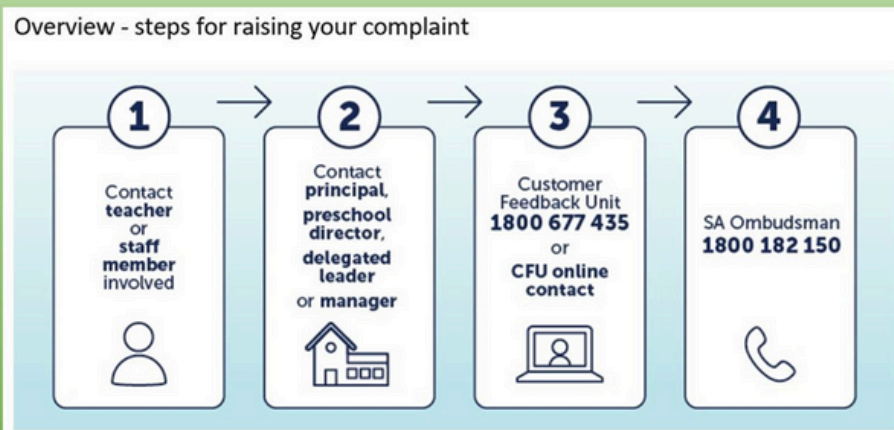 Overview - steps for raising your complaint
1
Contact
teacher
or
staff
member
involved
2
Contact
principal,
preschool
director,
delegated
leader
or manager
3
Customer
Feedback Unit
1800 677 435
or
CFU online
contact
4
SA Ombudsman
1800 182 150